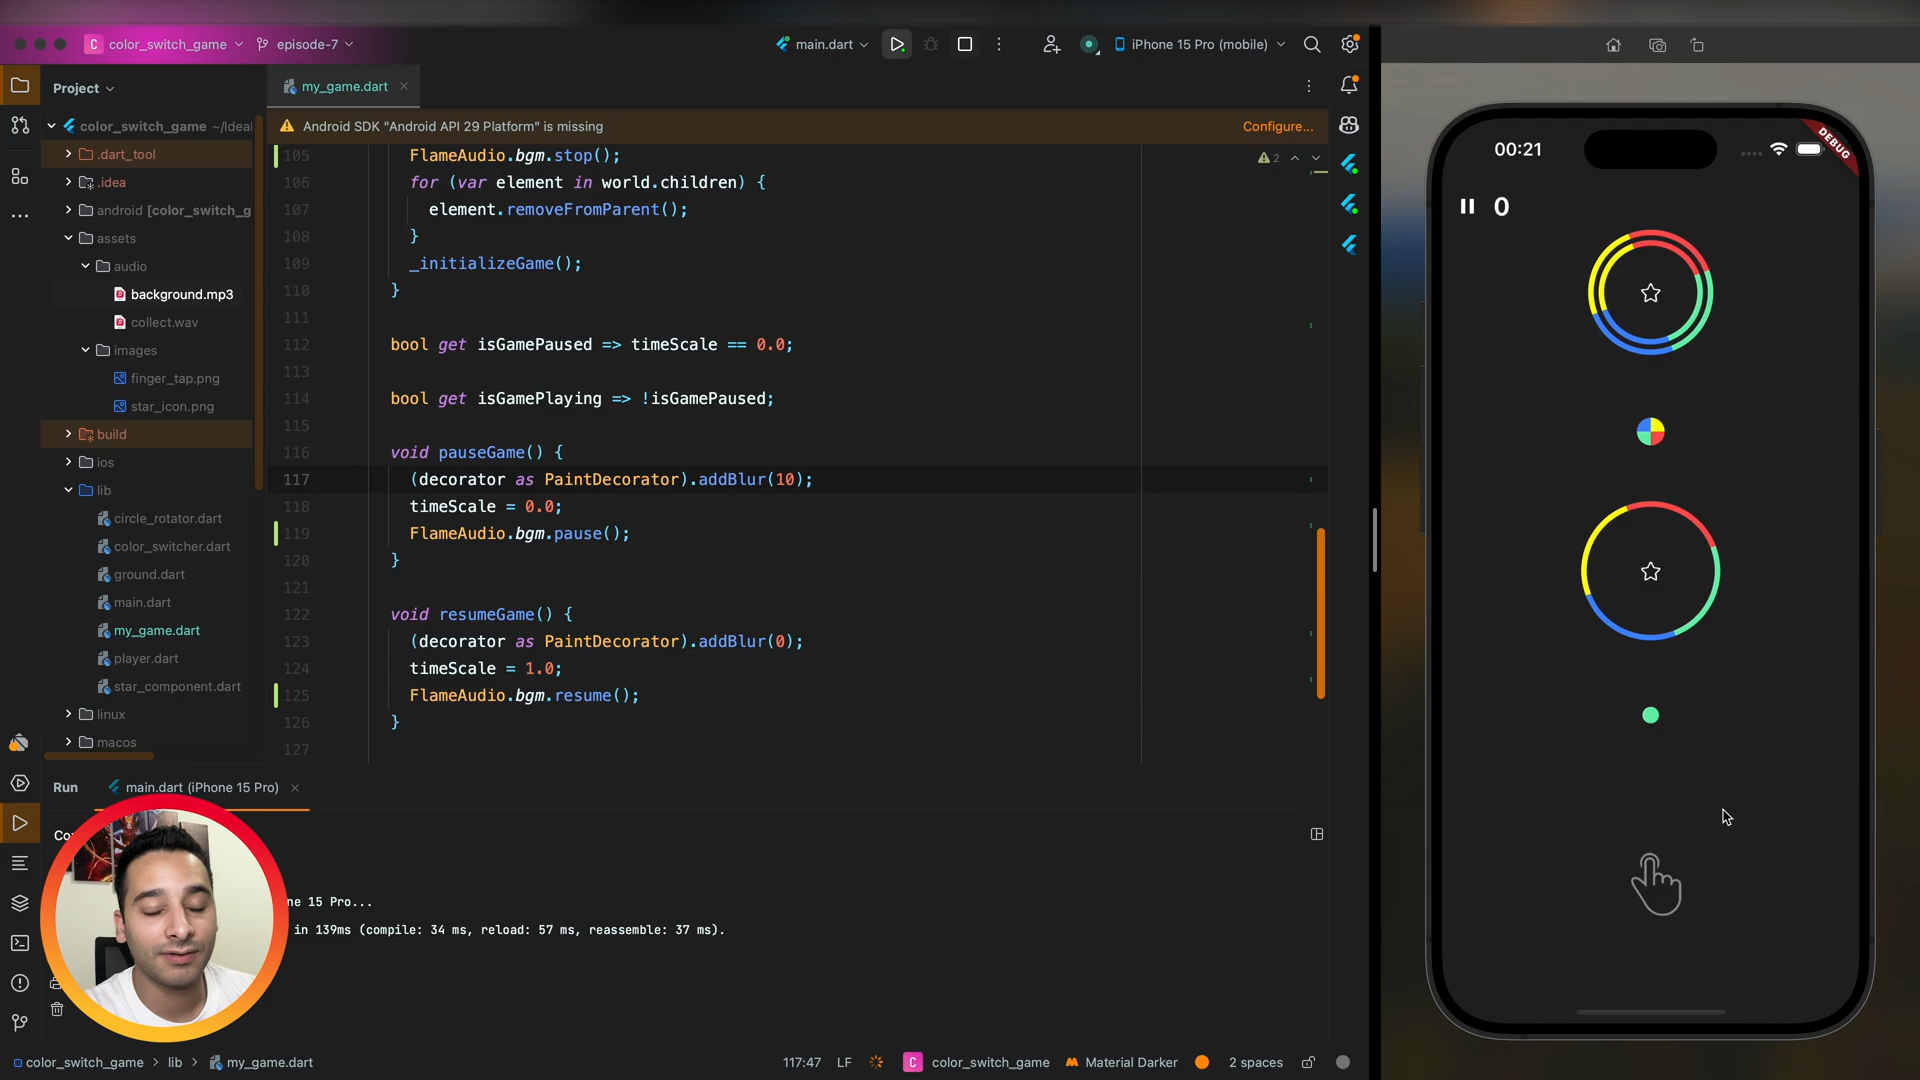 C color_switch_game
episode-7
main.dart
iPhone 15 Pro (mobile)
Project
my_game.dart
color_switch_game ~/Ideal
Android SDK "Android API 29 Platform" is missing
Configure...
.dart_tool
.idea
android [color_switch_g
assets
audio
background.mp3
collect.wav
images
finger_tap.png
star_icon.png
build
ios
lib
circle_rotator.dart
color_switcher.dart
ground.dart
main.dart
my_game.dart
player.dart
star_component.dart
linux
macos
2
105 FlameAudio.bgm.stop();
106 for (var element in world.children) {
107 element.removeFromParent();
108 }
109 _initializeGame();
110 }
111
112 bool get isGamePaused => timeScale == 0.0;
113
114 bool get isGamePlaying => !isGamePaused;
115
116 void pauseGame() {
117 (decorator as PaintDecorator).addBlur(10);
118 timeScale = 0.0;
119 FlameAudio.bgm.pause();
120 }
121
122 void resumeGame() {
123 (decorator as PaintDecorator).addBlur(0);
124 timeScale = 1.0;
125 FlameAudio.bgm.resume();
126 }
127
Run
main.dart (iPhone 15 Pro)
Co
ne 15 Pro...
in 139ms (compile: 34 ms, reload: 57 ms, reassemble: 37 ms).
color_switch_game > lib > my_game.dart
117:47
LF
C color_switch_game
Material Darker
2 spaces
00:21
DEBUG
0